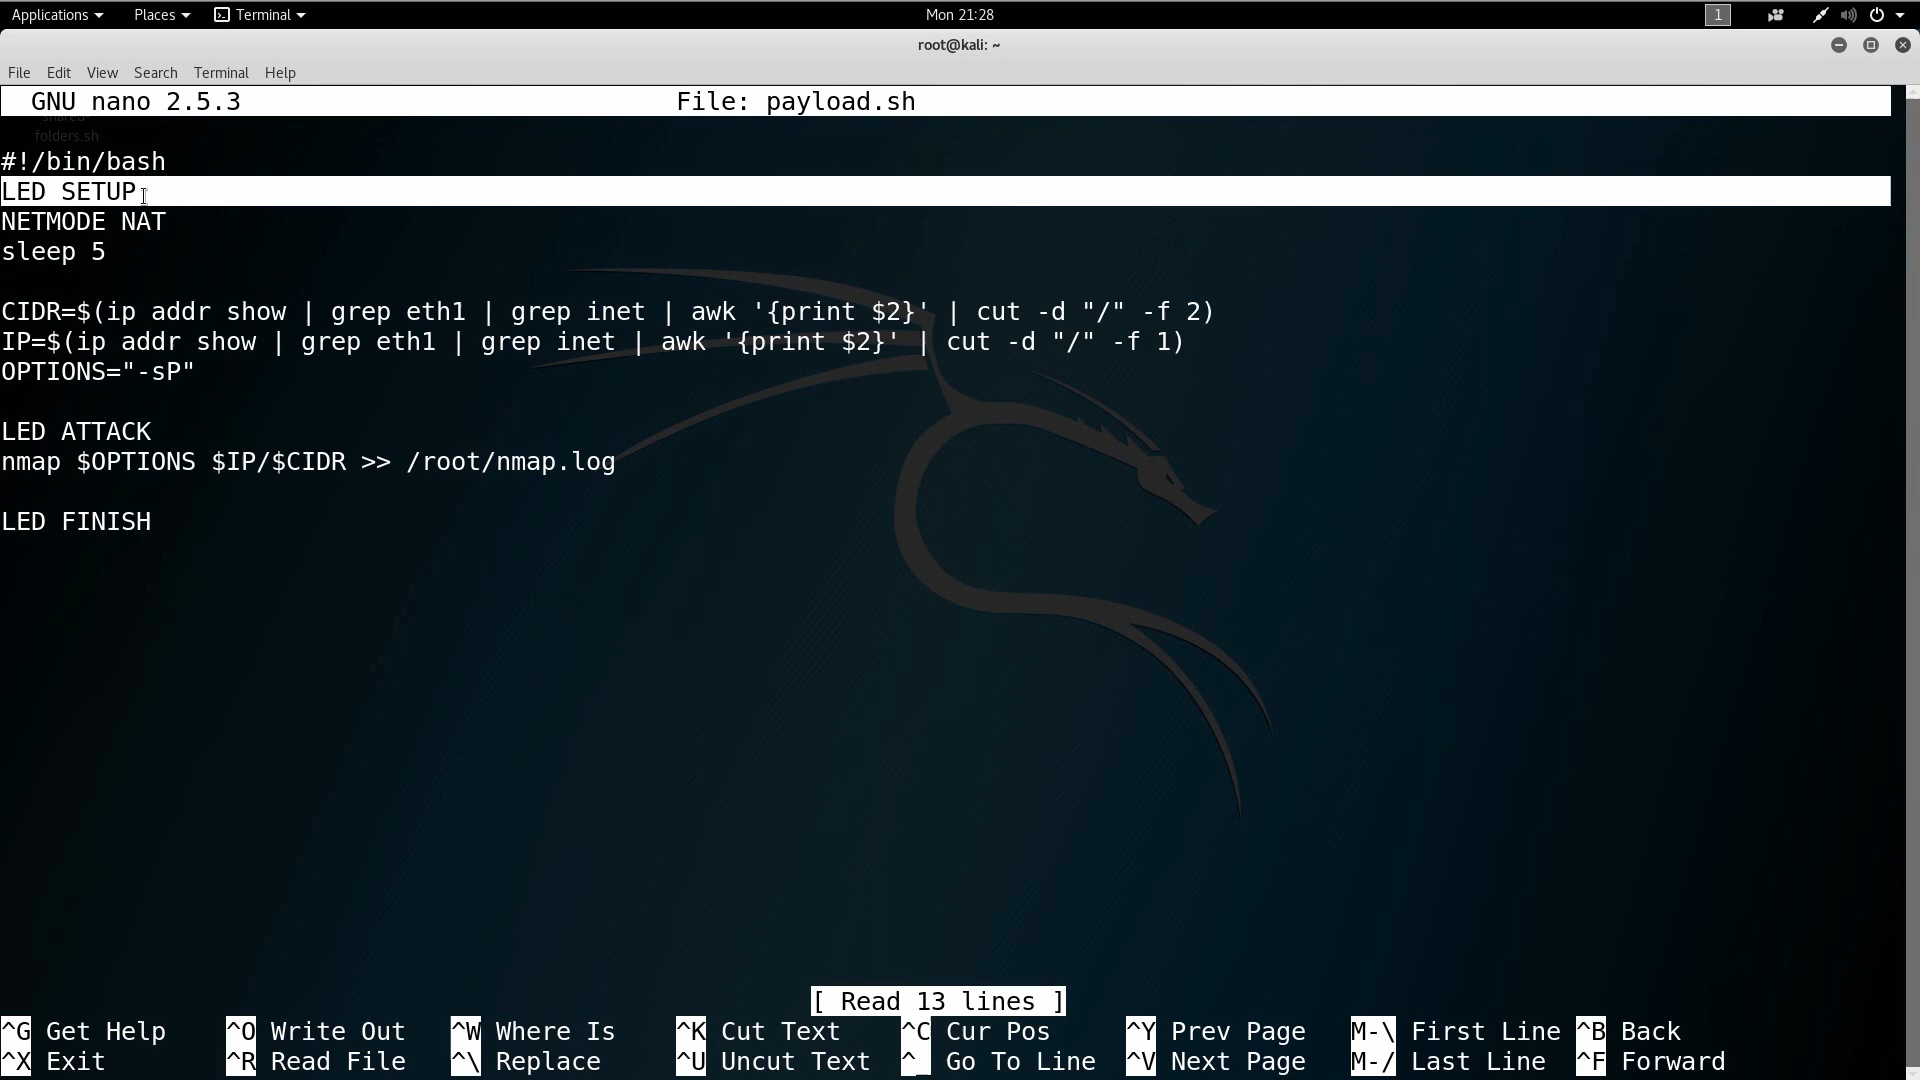 Applications Places Terminal Mon 21:28 1
root@kali: ~
File Edit View Search Terminal Help
GNU nano 2.5.3 File: payload.sh
shared-
folders.sh
#!/bin/bash
LED SETUP
NETMODE NAT
sleep 5
CIDR=$(ip addr show | grep eth1 | grep inet | awk '{print $2}' | cut -d "/" -f 2)
IP=$(ip addr show | grep eth1 | grep inet | awk '{print $2}' | cut -d "/" -f 1)
OPTIONS="-sP"
LED ATTACK
nmap $OPTIONS $IP/$CIDR >> /root/nmap.log
LED FINISH
[ Read 13 lines ]
^G Get Help ^O Write Out ^W Where Is ^K Cut Text ^C Cur Pos ^Y Prev Page M-\ First Line ^B Back
^X Exit ^R Read File ^\ Replace ^U Uncut Text ^_ Go To Line ^V Next Page M-/ Last Line ^F Forward